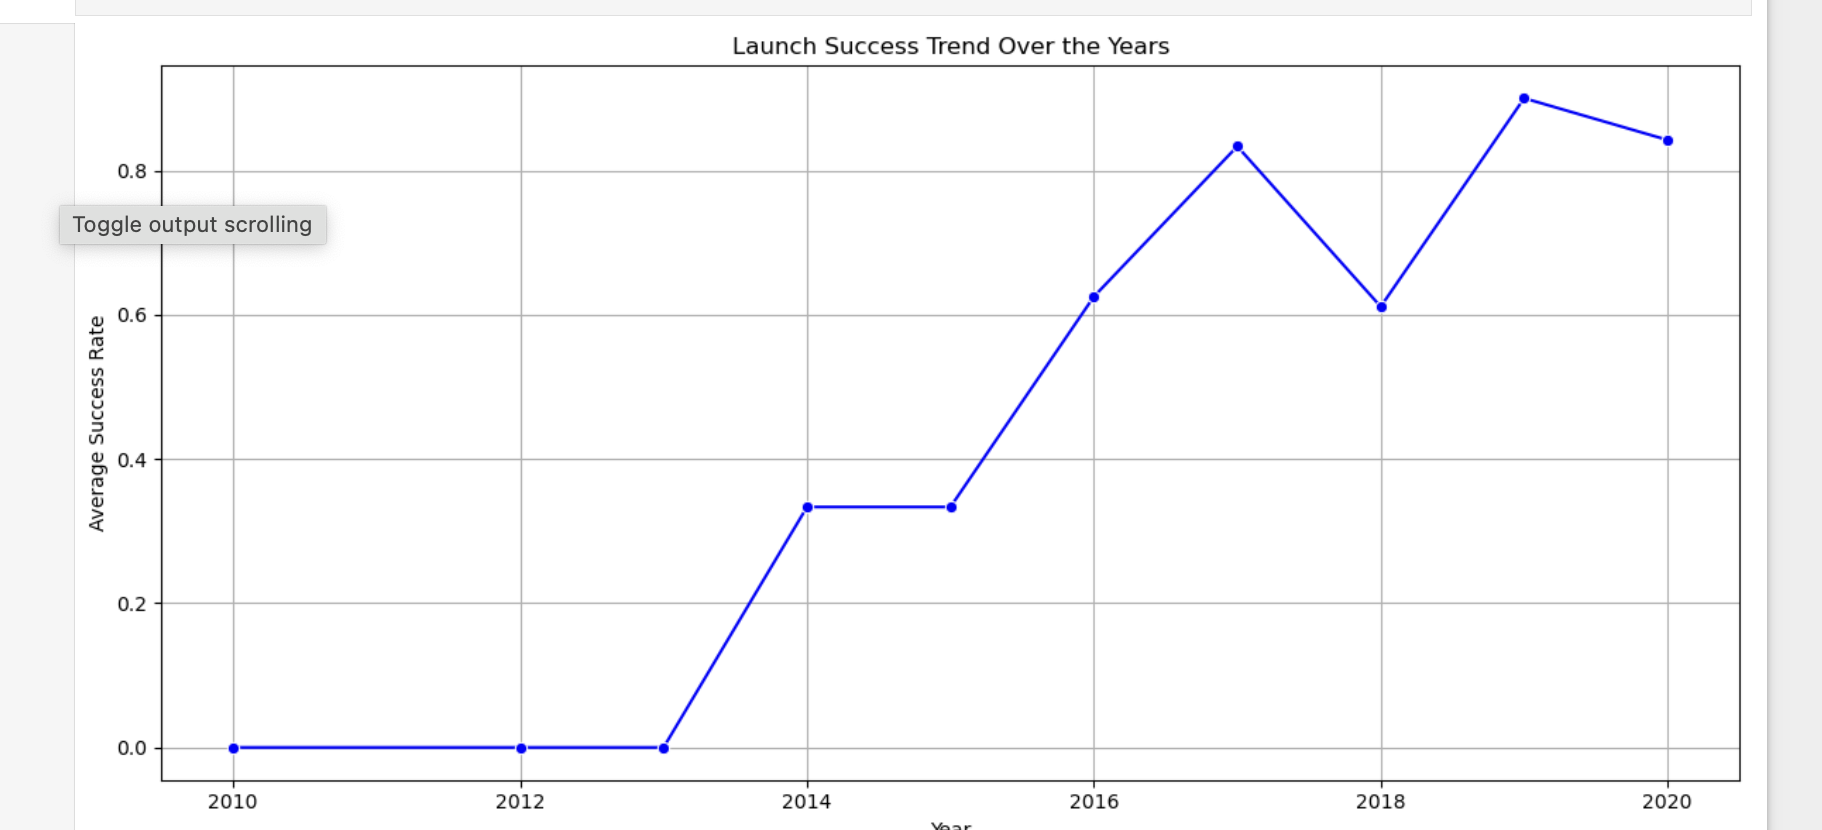 Launch Success Trend Over the Years
0.8
Toggle output scrolling
0.6
0.4
0.2
0.0
Average Success Rate
2010 2012 2014 2016 2018 2020
Year